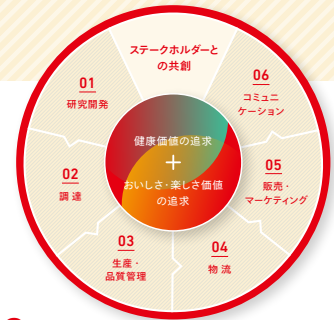 ステークホルダーと
の共創
01
研究開発
02
調達
03
生産・
品質管理
04
物流
05
販売・
マーケティング
06
コミュニ
ケーション
健康価値の追求
+
おいしさ・楽しさ価値
の追求